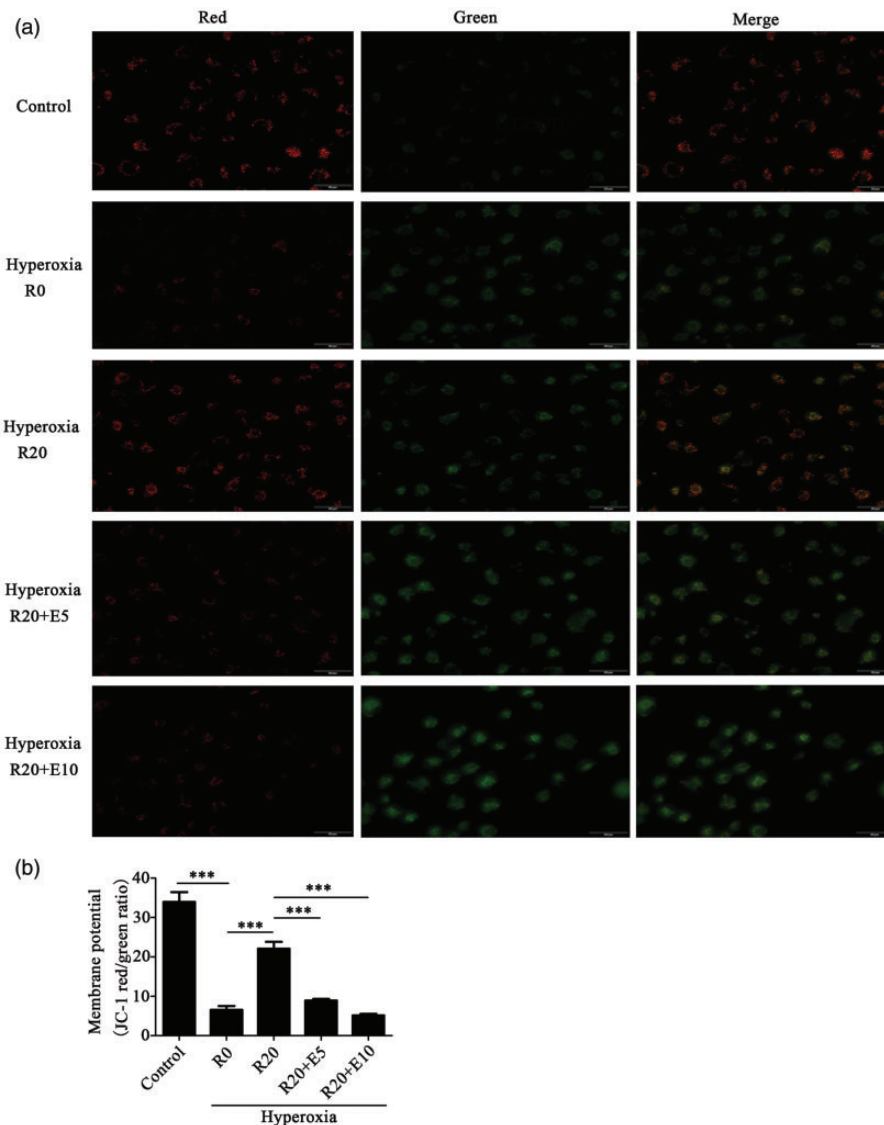 (a)
Red Green Merge
Control
Hyperoxia
R0
Hyperoxia
R20
Hyperoxia
R20+E5
Hyperoxia
R20+E10
(b)
Membrane potential
(JC-1 red/green ratio)
40
30
20
10
0
***
***
***
***
Control
R0
R20
R20+E5
R20+E10
Hyperoxia